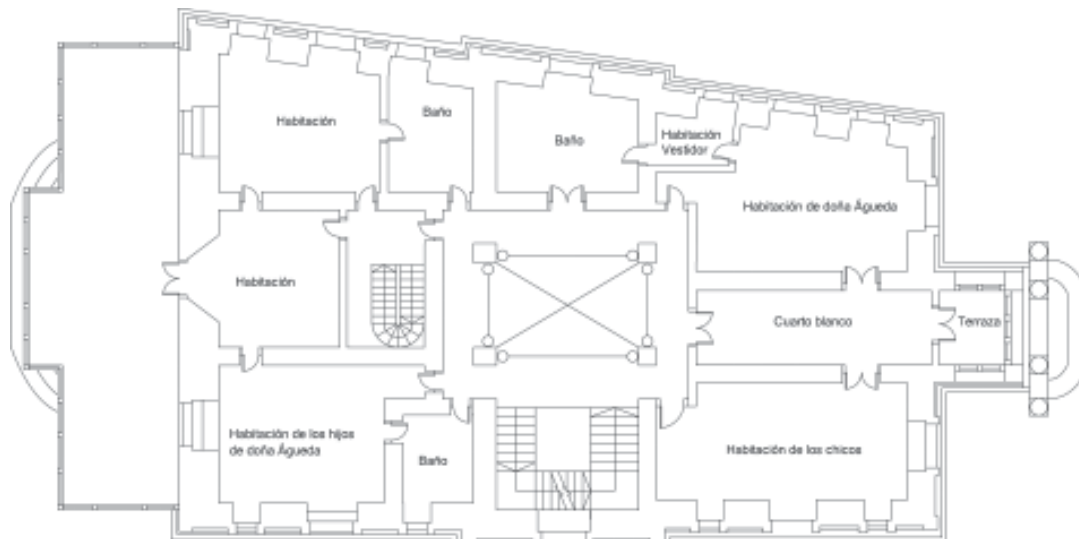 Habitación
Baño
Baño
Habitación
Vestidor
Habitación de doña Águeda
Habitación
Cuarto blanco
Terraza
Habitación de los hijos
de doña Águeda
Baño
Habitación de los chicos